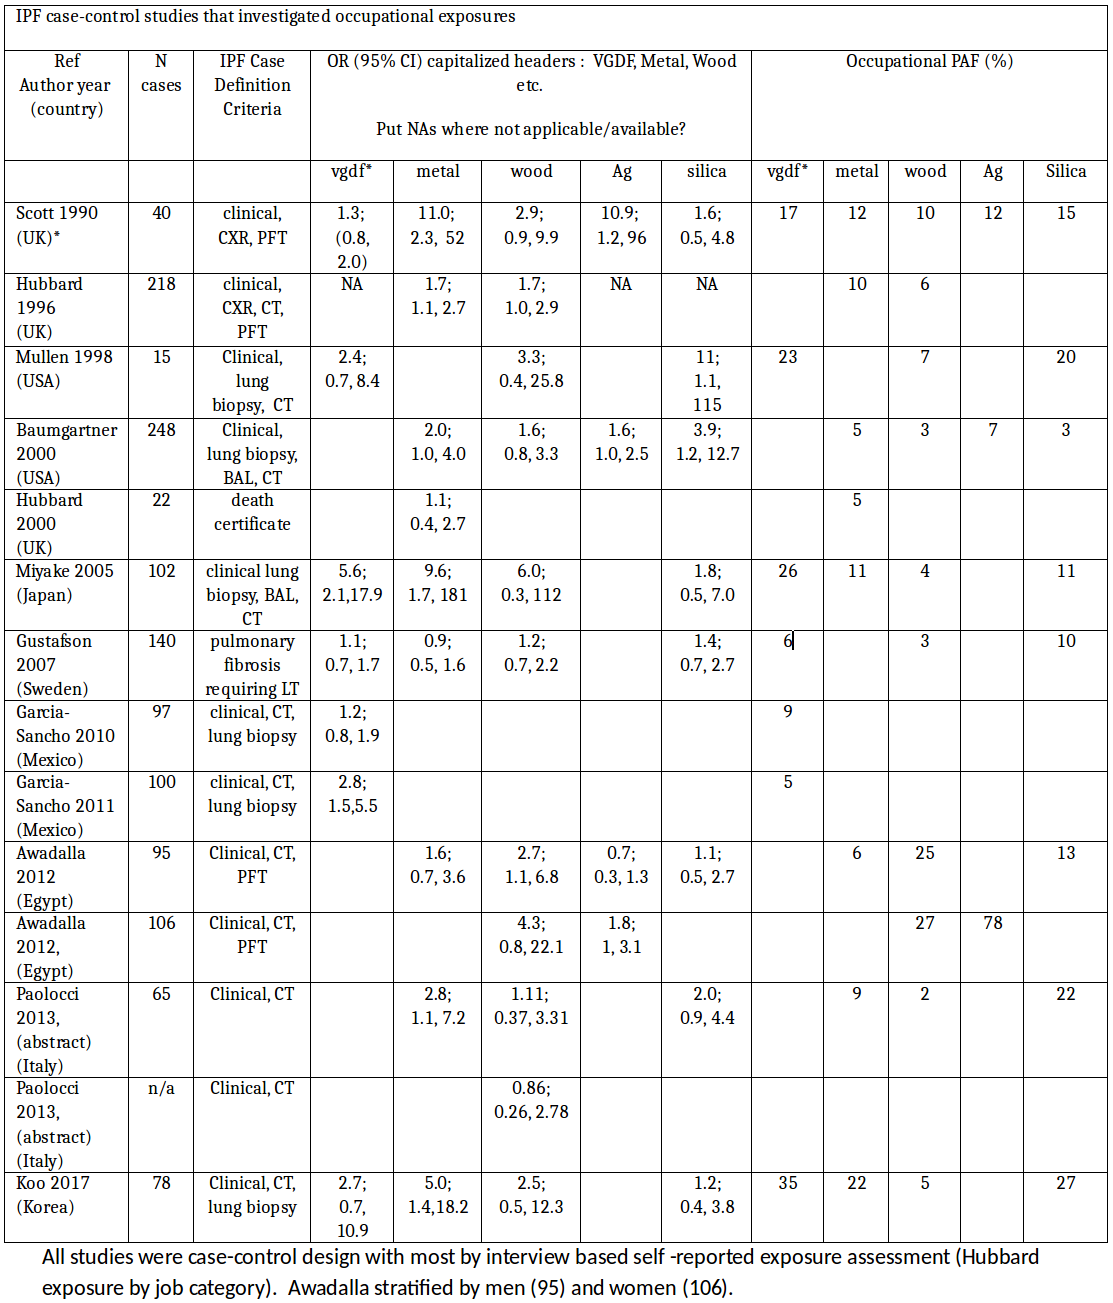 IPF case-control studies that investigated occupational exposures
Ref
Author year
(country)
N
cases
IPF Case
Definition
Criteria
OR (95% CI) capitalized headers : VGDF, Metal, Wood
etc.
Put NAs where not applicable/available?
Occupational PAF (%)
vgdf*
metal
wood
Ag
silica
vgdf*
metal
wood
Ag
Silica
Scott 1990
(UK)*
40
clinical,
CXR, PFT
1.3;
(0.8,
2.0)
11.0;
2.3, 52
2.9;
0.9, 9.9
10.9;
1.2, 96
1.6;
0.5, 4.8
17
12
10
12
15
Hubbard
1996
(UK)
218
clinical,
CXR, CT,
PFT
NA
1.7;
1.1, 2.7
1.7;
1.0, 2.9
NA
NA
10
6
Mullen 1998
(USA)
15
Clinical,
lung
biopsy, CT
2.4;
0.7, 8.4
3.3;
0.4, 25.8
11;
1.1,
115
23
7
20
Baumgartner
2000
(USA)
248
Clinical,
lung biopsy,
BAL, CT
2.0;
1.0, 4.0
1.6;
0.8, 3.3
1.6;
1.0, 2.5
3.9;
1.2, 12.7
5
3
7
3
Hubbard
2000
(UK)
22
death
certificate
1.1;
0.4, 2.7
5
Miyake 2005
(Japan)
102
clinical lung
biopsy, BAL,
CT
5.6;
2.1,17.9
9.6;
1.7, 181
6.0;
0.3, 112
1.8;
0.5, 7.0
26
11
4
11
Gustafson
2007
(Sweden)
140
pulmonary
fibrosis
requiring LT
1.1;
0.7, 1.7
0.9;
0.5, 1.6
1.2;
0.7, 2.2
1.4;
0.7, 2.7
6
3
10
Garcia-
Sancho 2010
(Mexico)
97
clinical, CT,
lung biopsy
1.2;
0.8, 1.9
9
Garcia-
Sancho 2011
(Mexico)
100
clinical, CT,
lung biopsy
2.8;
1.5,5.5
5
Awadalla
2012
(Egypt)
95
Clinical, CT,
PFT
1.6;
0.7, 3.6
2.7;
1.1, 6.8
0.7;
0.3, 1.3
1.1;
0.5, 2.7
6
25
13
Awadalla
2012,
(Egypt)
106
Clinical, CT,
PFT
4.3;
0.8, 22.1
1.8;
1, 3.1
27
78
Paolocci
2013,
(abstract)
(Italy)
65
Clinical, CT
2.8;
1.1, 7.2
1.11;
0.37, 3.31
2.0;
0.9, 4.4
9
2
22
Paolocci
2013,
(abstract)
(Italy)
n/a
Clinical, CT
0.86;
0.26, 2.78
Koo 2017
(Korea)
78
Clinical, CT,
lung biopsy
2.7;
0.7,
10.9
5.0;
1.4,18.2
2.5;
0.5, 12.3
1.2;
0.4, 3.8
35
22
5
27
All studies were case-control design with most by interview based self -reported exposure assessment (Hubbard
exposure by job category). Awadalla stratified by men (95) and women (106).